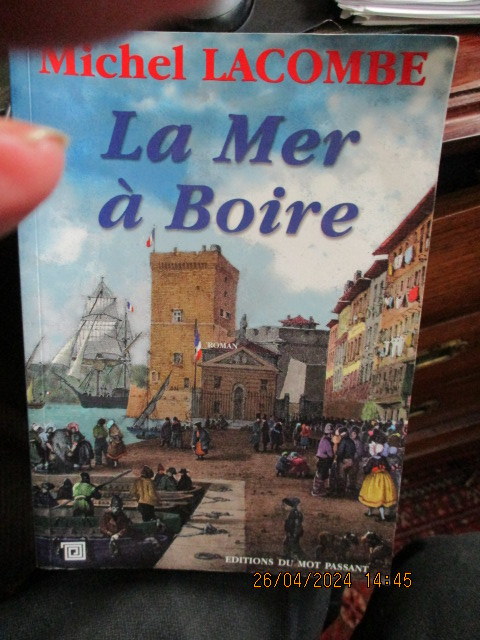 Michel LACOMBE
La Mer
à Boire
ROMAN
EDITIONS DU MOT PASSANT
26/04/2024 14:45